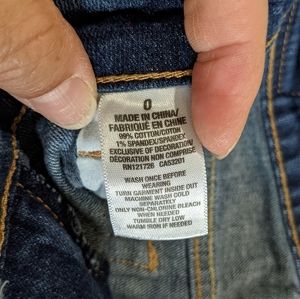 0
MADE IN CHINA/
FABRIQUÉ EN CHINE
99% COTTON/COTON
1% SPANDEX/SPANDEX
EXCLUSIVE OF DECORATION/
DÉCORATION NON COMPRISE
RN121726 CA53201
WASH ONCE BEFORE
WEARING
TURN GARMENT INSIDE OUT
MACHINE WASH COLD
SEPARATELY
ONLY NON-CHLORINE BLEACH
WHEN NEEDED
TUMBLE DRY LOW
WARM IRON IF NEEDED